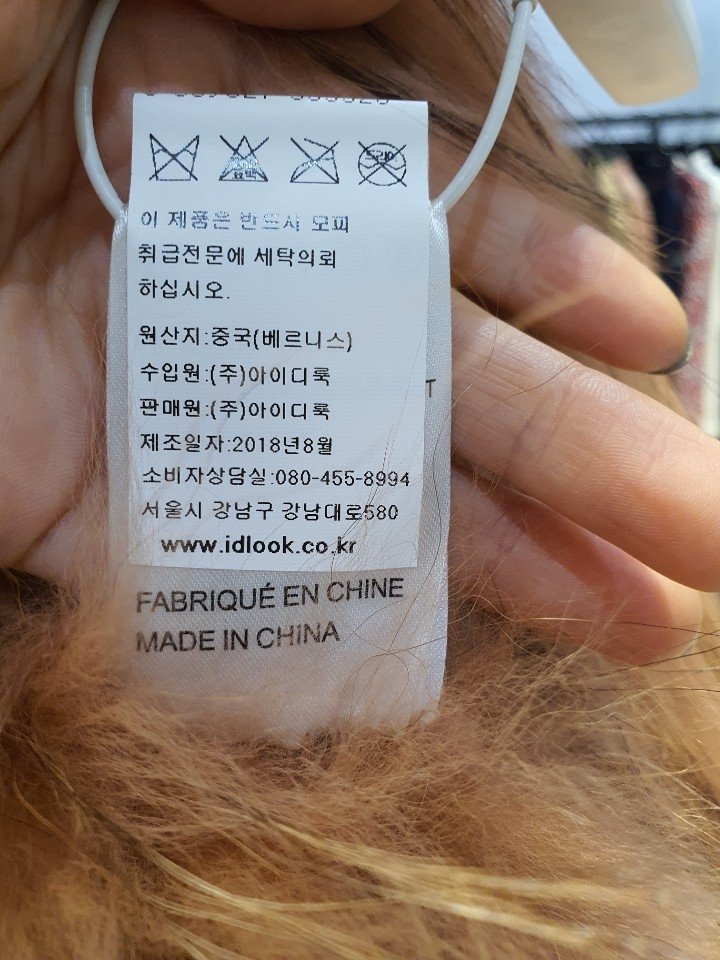 이 제품은 반드시 모피
취급전문에 세탁의뢰
하십시오.
원산지:중국(베르니스)
수입원:(주)아이디룩
판매원:(주)아이디룩
제조일자:2018년8월
소비자상담실:080-455-8994
서울시 강남구 강남대로580
www.idlook.co.kr
T
FABRIQUÉ EN CHINE
MADE IN CHINA